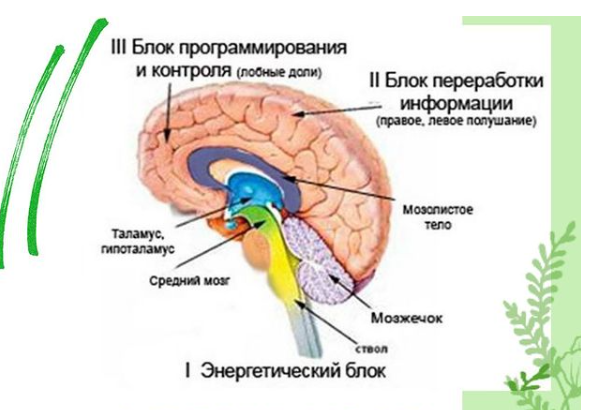 III Блок программирования
и контроля (лобные доли)
II Блок переработки
информации
(правое, левое полушание)
Мозолистое
тело
Таламус,
гипоталамус
Средний мозг
Мозжечок
ствол
I Энергетический блок